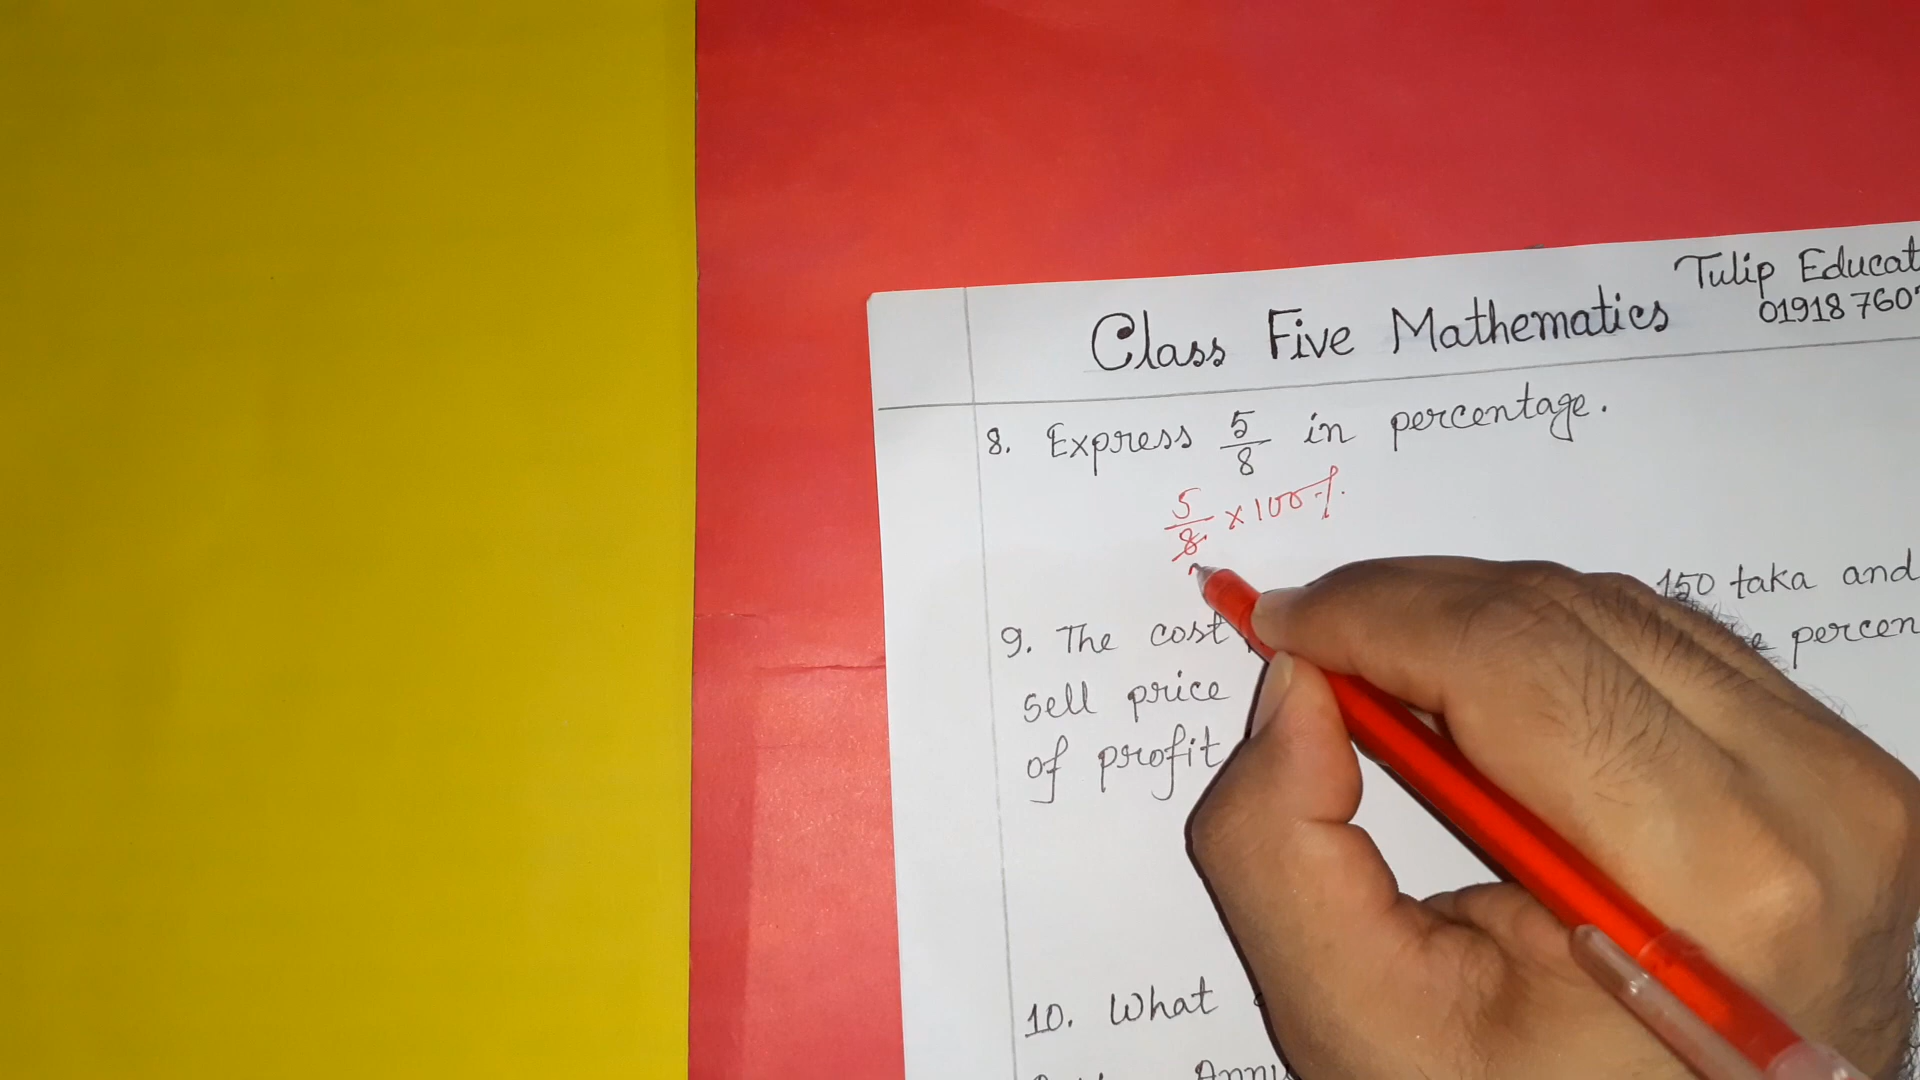 Tulip Educat
01918 760
Class Five Mathematics
8. Express 5/8 in percentage.
5/8 × 100%
9. The cost 150 taka and
sell price percen
of profit
10. What